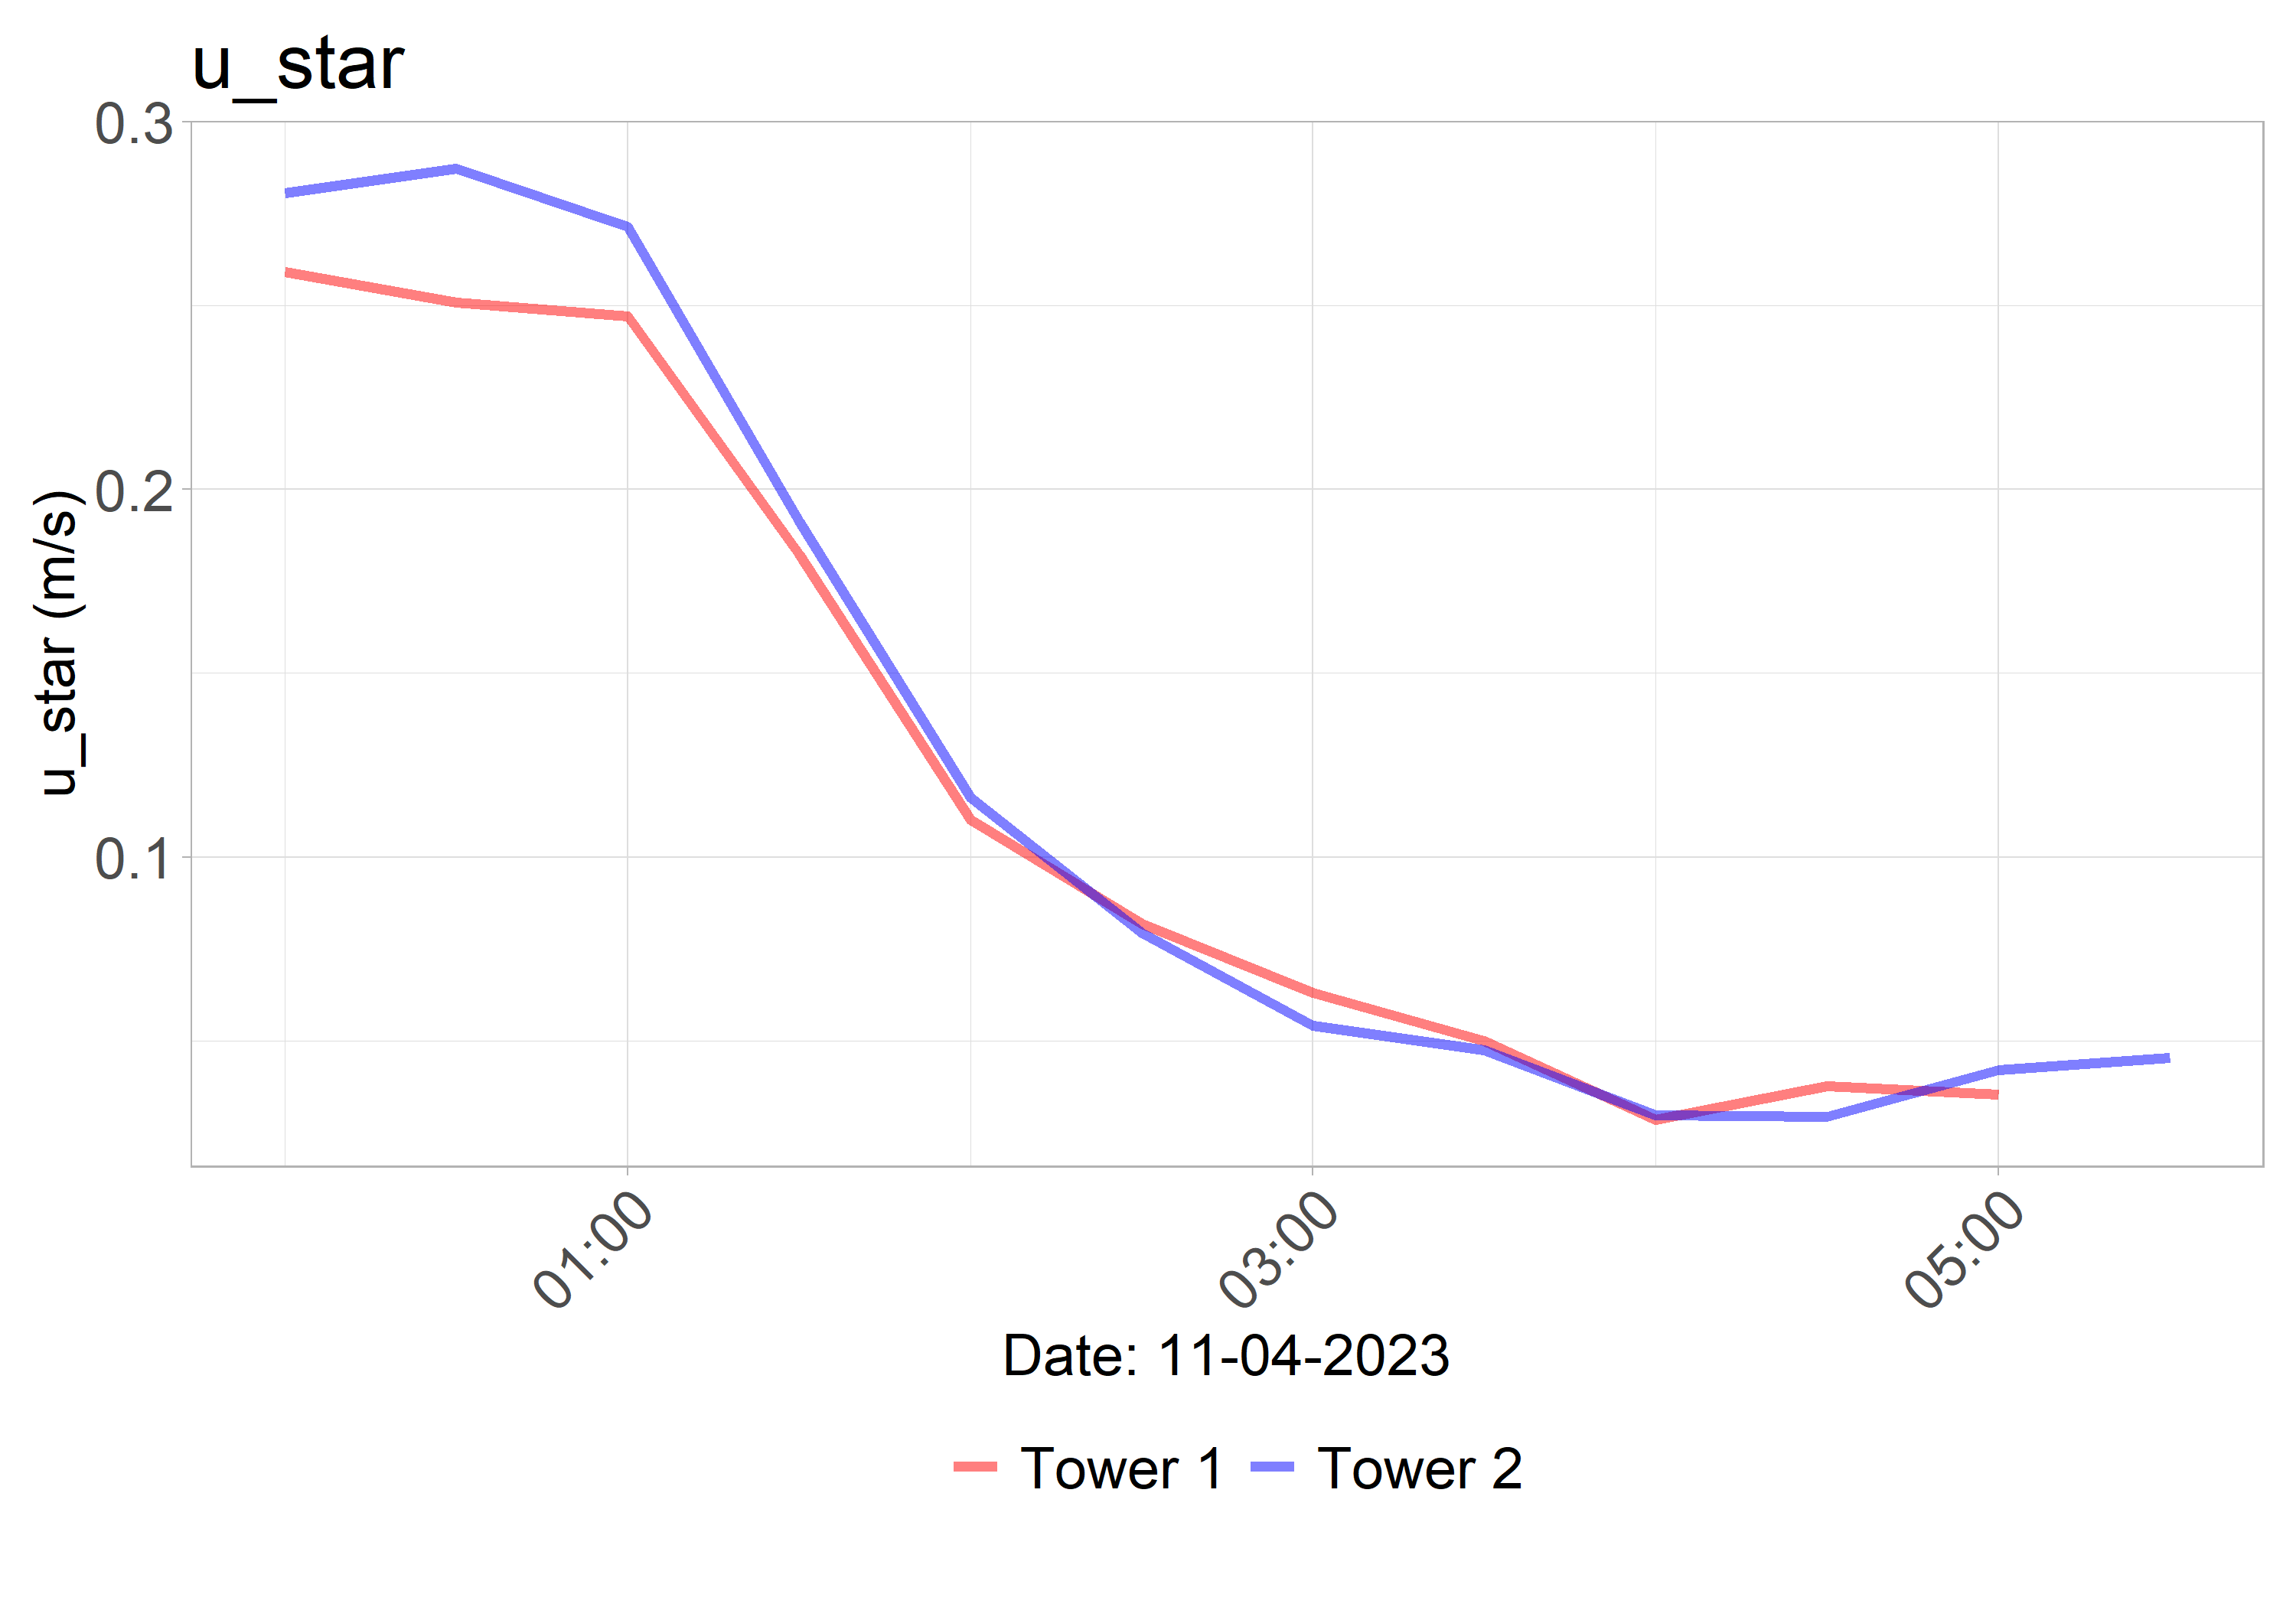 u_star
0.3
0.2
0.1
u_star (m/s)
01:00
03:00
05:00
Date: 11-04-2023
Tower 1
Tower 2